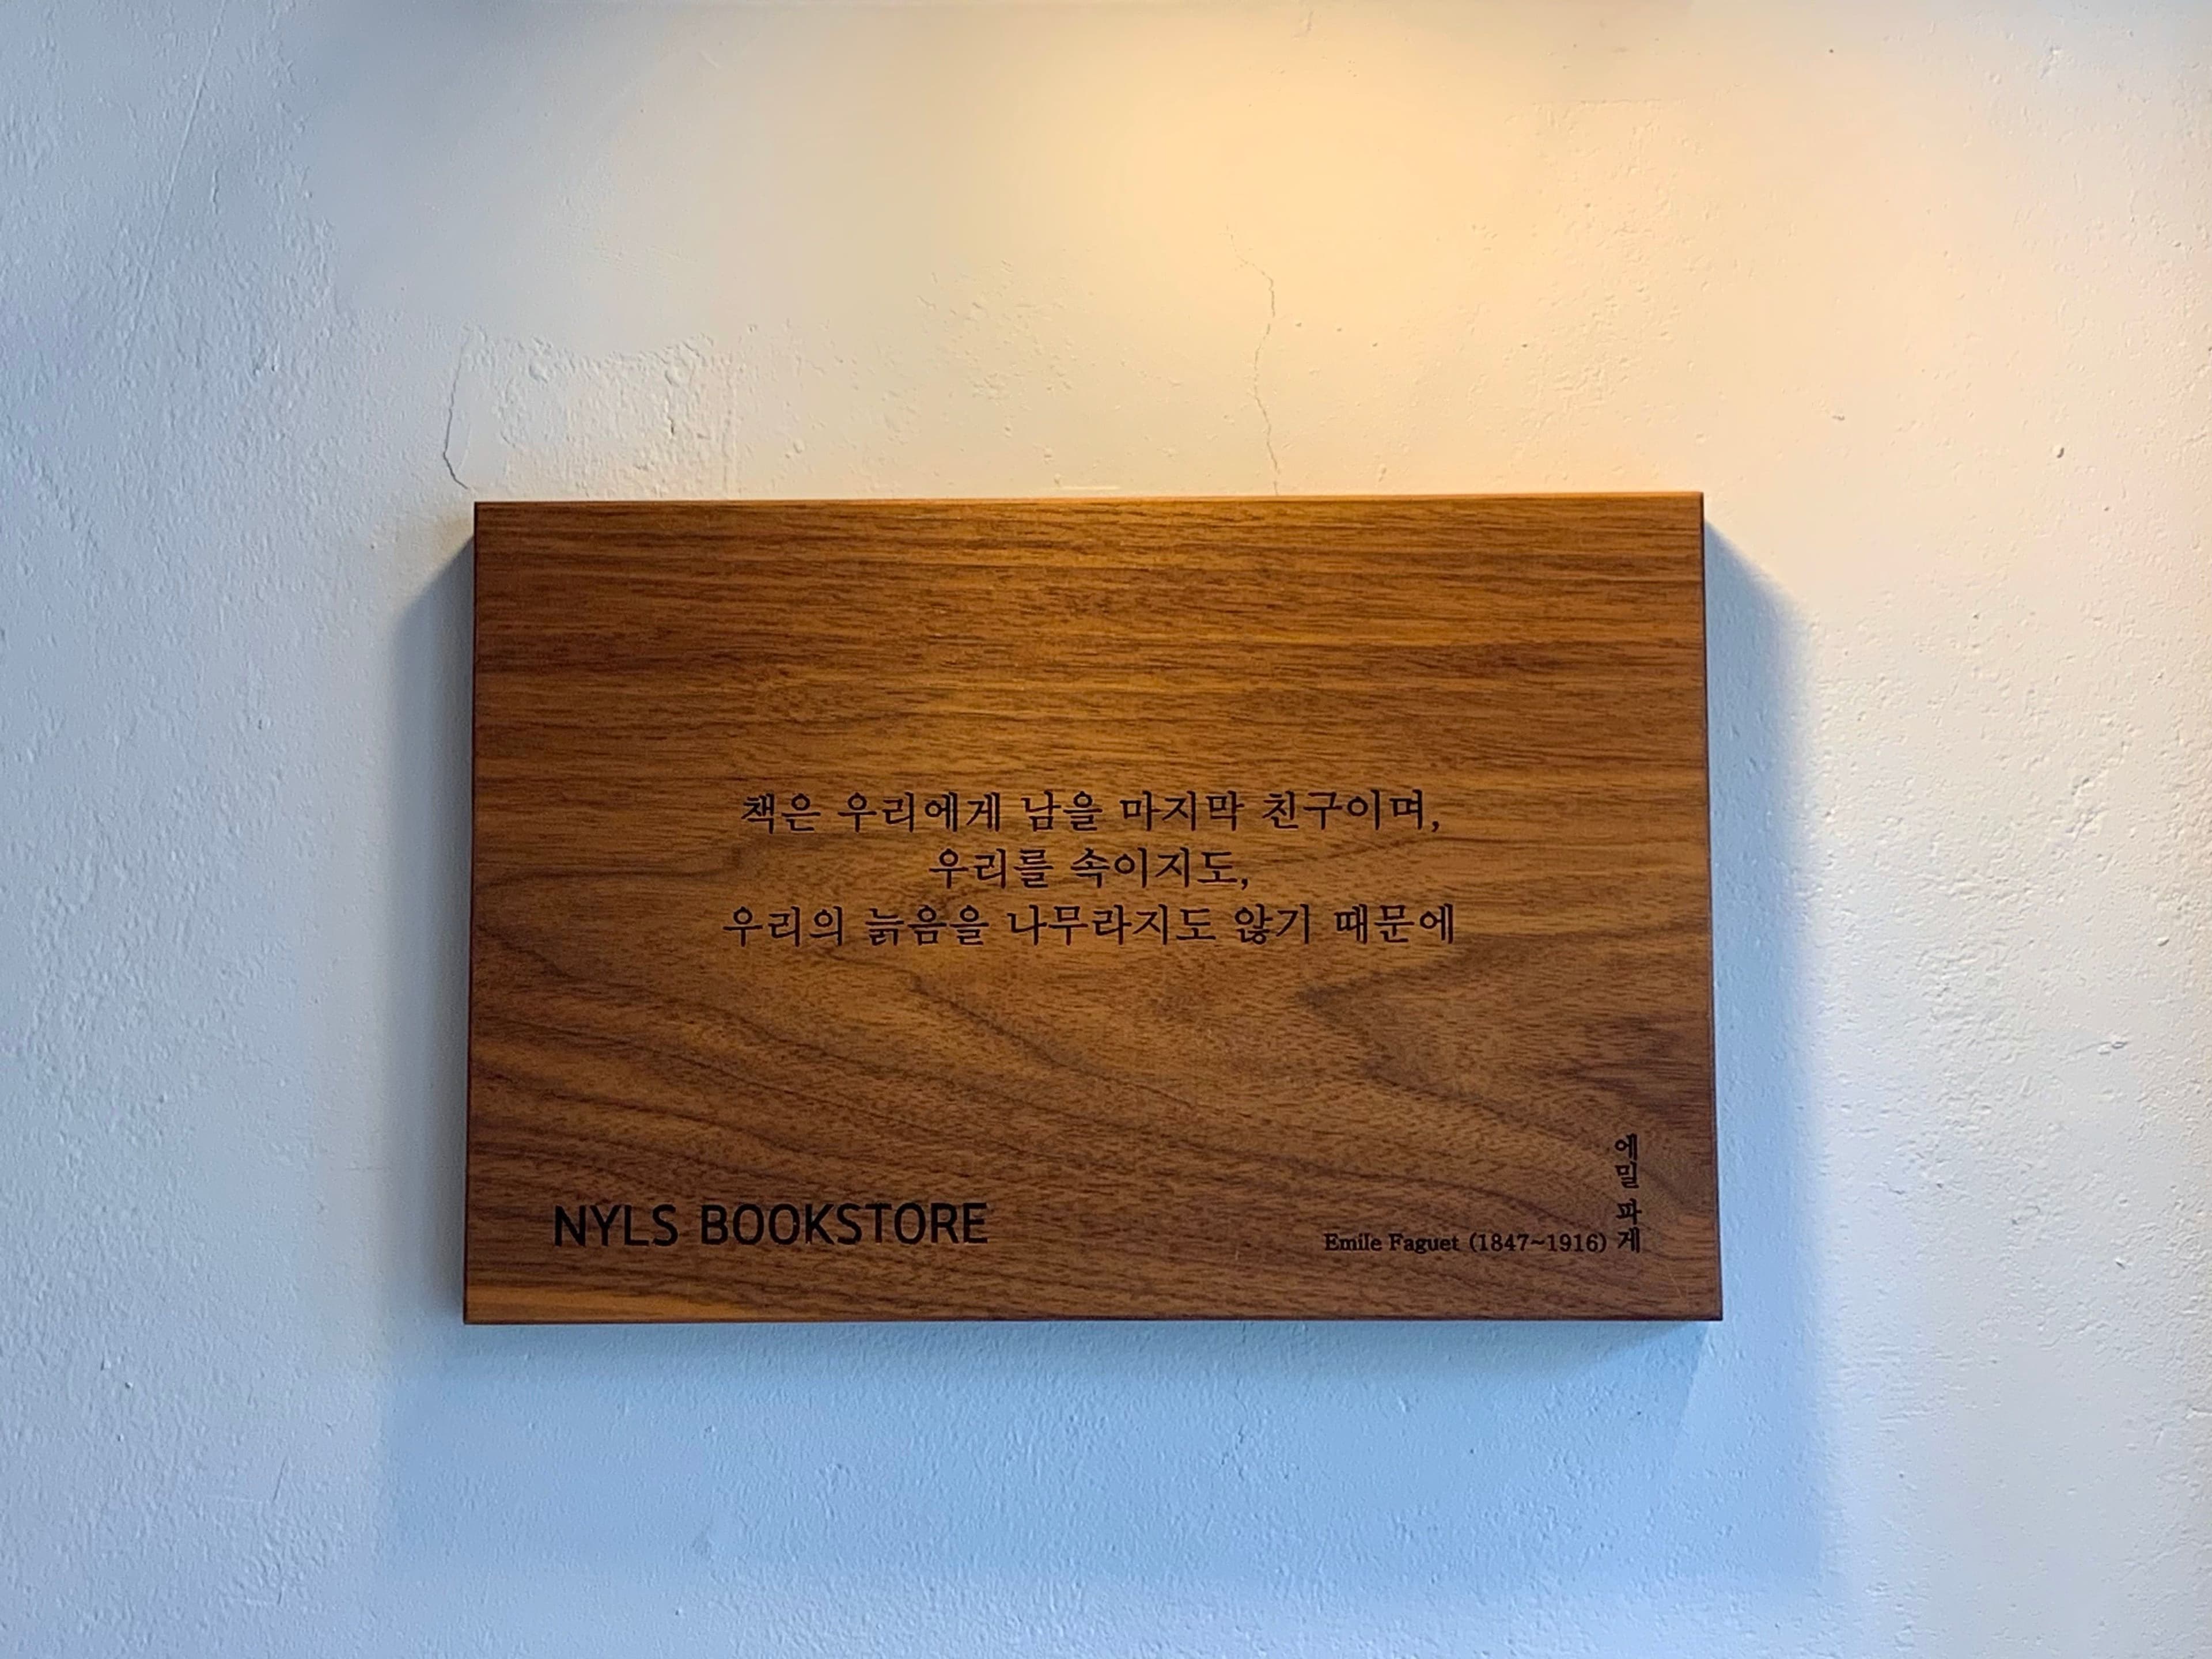 책은 우리에게 남을 마지막 친구이며,
우리를 속이지도,
우리의 늙음을 나무라지도 않기 때문에
NYLS BOOKSTORE
Emile Faguet (1847~1916)
에밀 파게